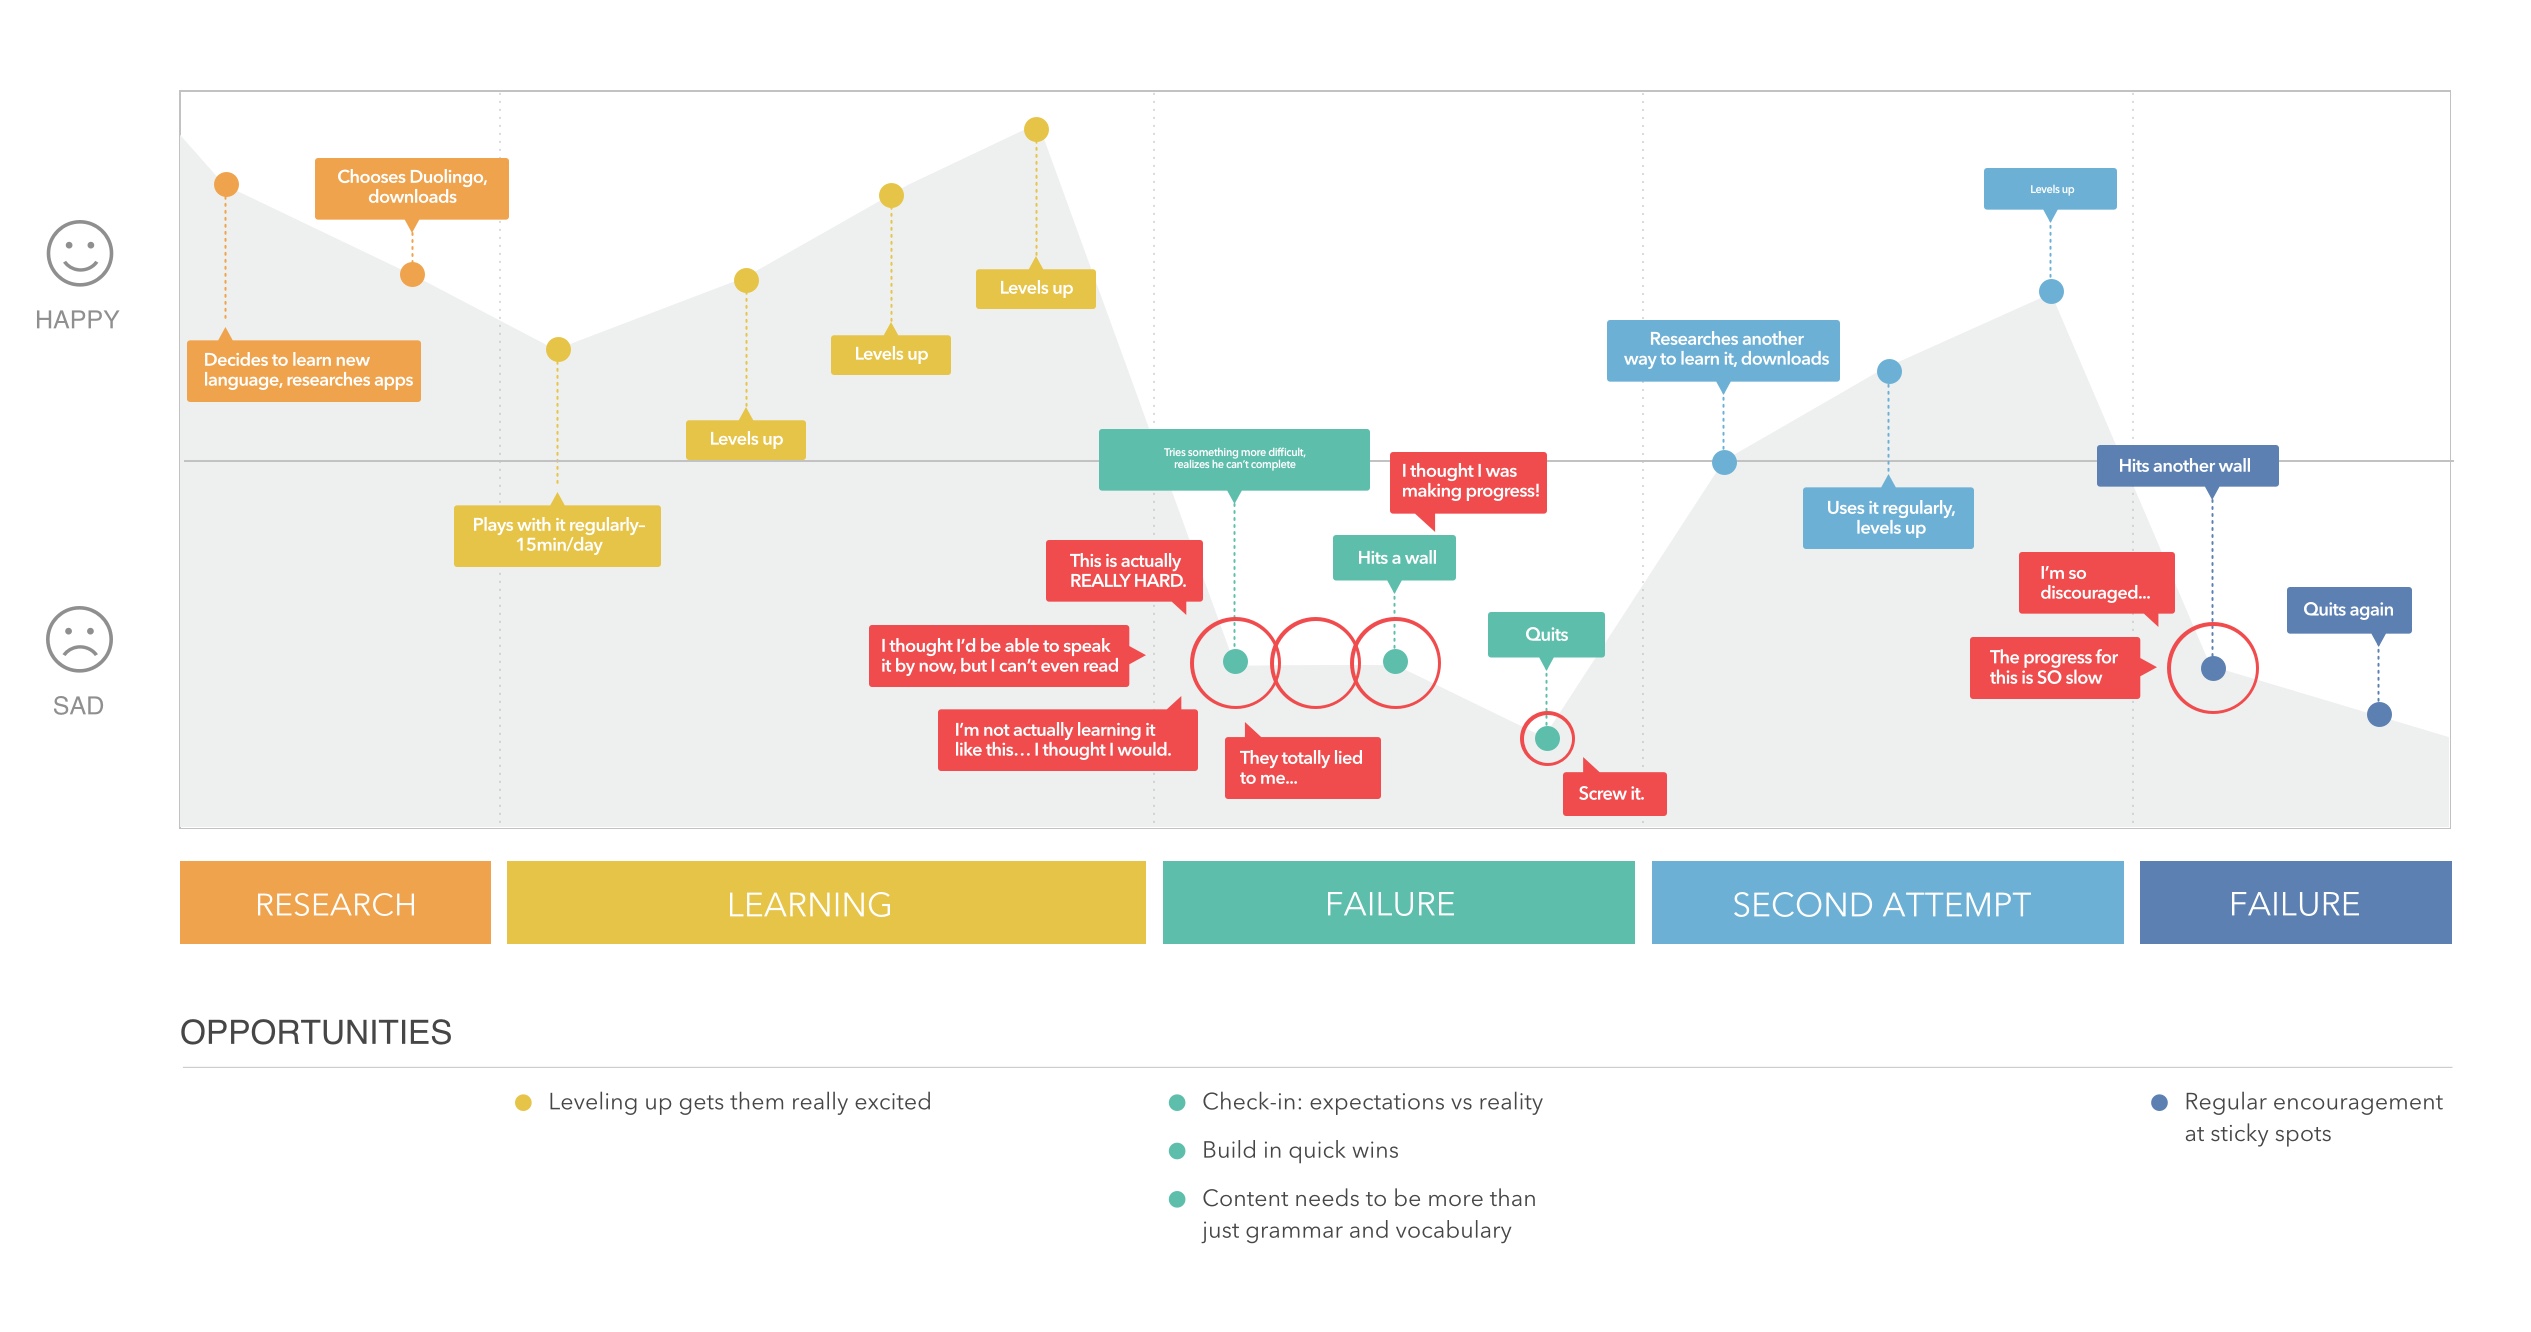 HAPPY
SAD
Decides to learn new
language, researches apps
Chooses Duolingo,
downloads
Plays with it regularly–
15min/day
Levels up
Levels up
Levels up
Tries something more difficult,
realizes he can't complete
This is actually
REALLY HARD.
I thought I'd be able to speak
it by now, but I can't even read
I'm not actually learning it
like this... I thought I would.
They totally lied
to me...
I thought I was
making progress!
Hits a wall
Quits
Screw it.
Researches another
way to learn it, downloads
Uses it regularly,
levels up
Levels up
Hits another wall
I'm so
discouraged...
The progress for
this is SO slow
Quits again
RESEARCH
LEARNING
FAILURE
SECOND ATTEMPT
FAILURE
OPPORTUNITIES
Leveling up gets them really excited
Check-in: expectations vs reality
Build in quick wins
Content needs to be more than
just grammar and vocabulary
Regular encouragement
at sticky spots